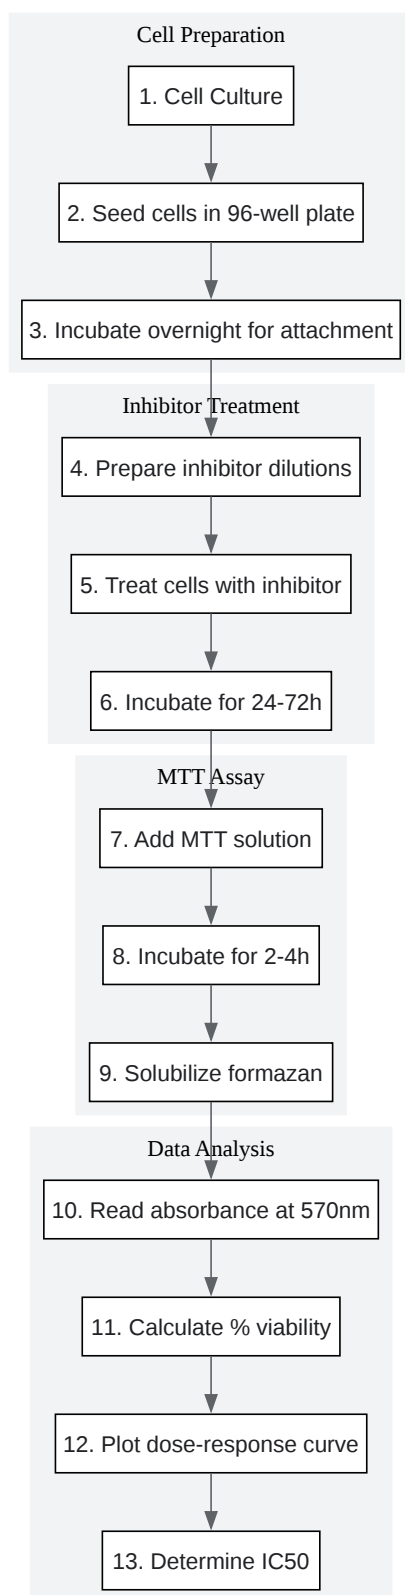 Cell Preparation
1. Cell Culture
2. Seed cells in 96-well plate
3. Incubate overnight for attachment
Inhibitor Treatment
4. Prepare inhibitor dilutions
5. Treat cells with inhibitor
6. Incubate for 24-72h
MTT Assay
7. Add MTT solution
8. Incubate for 2-4h
9. Solubilize formazan
Data Analysis
10. Read absorbance at 570nm
11. Calculate % viability
12. Plot dose-response curve
13. Determine IC50